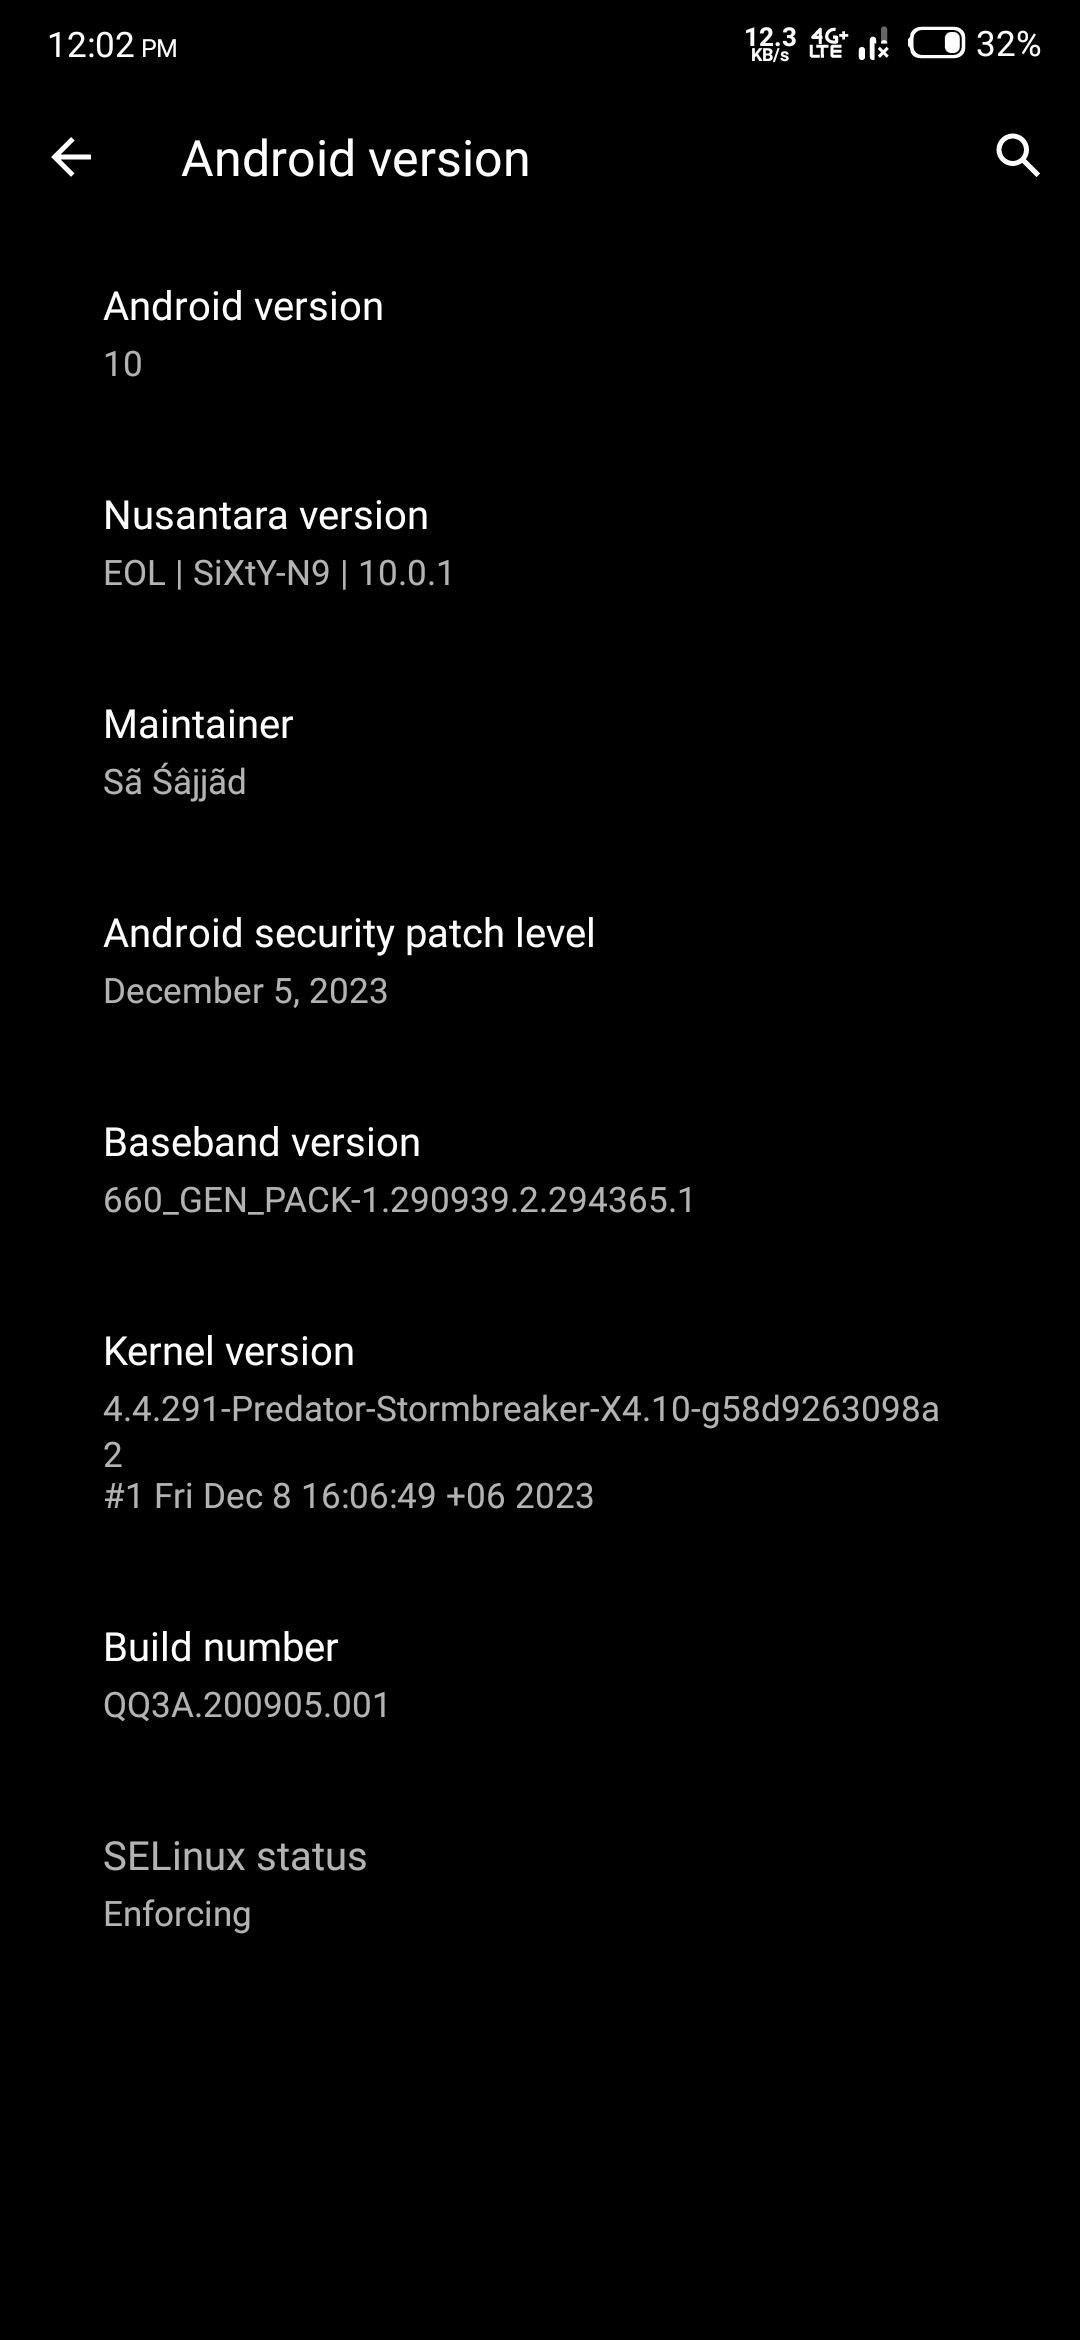 12:02 PM
12.3 KB/s 4G+ LTE 32%
Android version
Android version
10
Nusantara version
EOL | SiXtY-N9 | 10.0.1
Maintainer
Sã Śâjjãd
Android security patch level
December 5, 2023
Baseband version
660_GEN_PACK-1.290939.2.294365.1
Kernel version
4.4.291-Predator-Stormbreaker-X4.10-g58d9263098a
2
#1 Fri Dec 8 16:06:49 +06 2023
Build number
QQ3A.200905.001
SELinux status
Enforcing